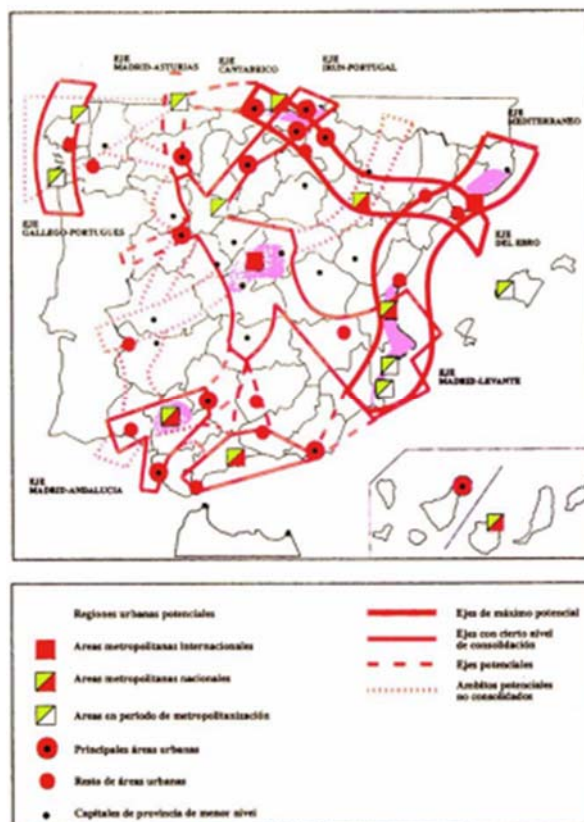 EJE
MADRID-ASTURIAS
EJE
CANTABRICO
EJE
IRUN-PORTUGAL
EJE
MEDITERRANEO
EJE
GALLEGO-PORTUGUES
EJE
DEL EBRO
EJE
MADRID-LEVANTE
EJE
MADRID-ANDALUCIA
Regiones urbanas potenciales
Areas metropolitanas internacionales
Areas metropolitanas nacionales
Areas en periodo de metropolitanización
Principales áreas urbanas
Resto de áreas urbanas
Capitales de provincia de menor nivel
Ejes de máximo potencial
Ejes con cierto nivel
de consolidación
Ejes potenciales
Ambitos potenciales
no consolidados